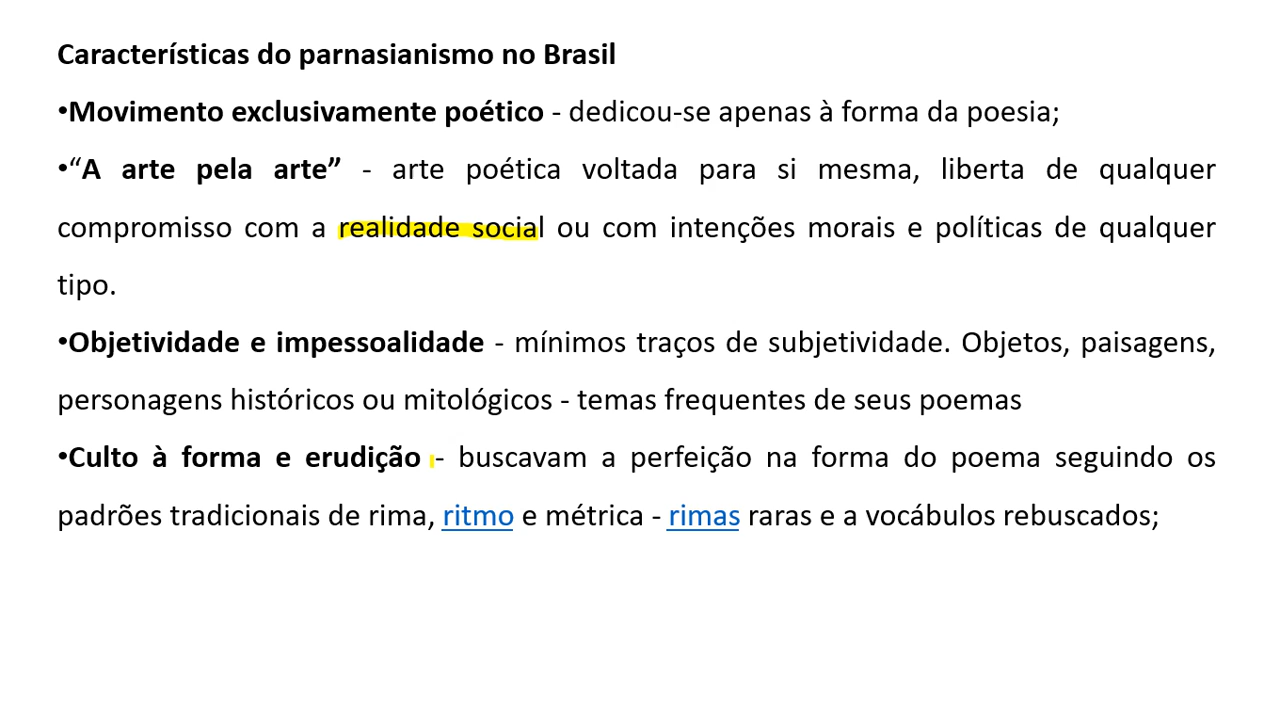 Características do parnasianismo no Brasil
•Movimento exclusivamente poético - dedicou-se apenas à forma da poesia;
•“A arte pela arte” - arte poética voltada para si mesma, liberta de qualquer
compromisso com a realidade social ou com intenções morais e políticas de qualquer
tipo.
•Objetividade e impessoalidade - mínimos traços de subjetividade. Objetos, paisagens,
personagens históricos ou mitológicos - temas frequentes de seus poemas
•Culto à forma e erudição - buscavam a perfeição na forma do poema seguindo os
padrões tradicionais de rima, ritmo e métrica - rimas raras e a vocábulos rebuscados;